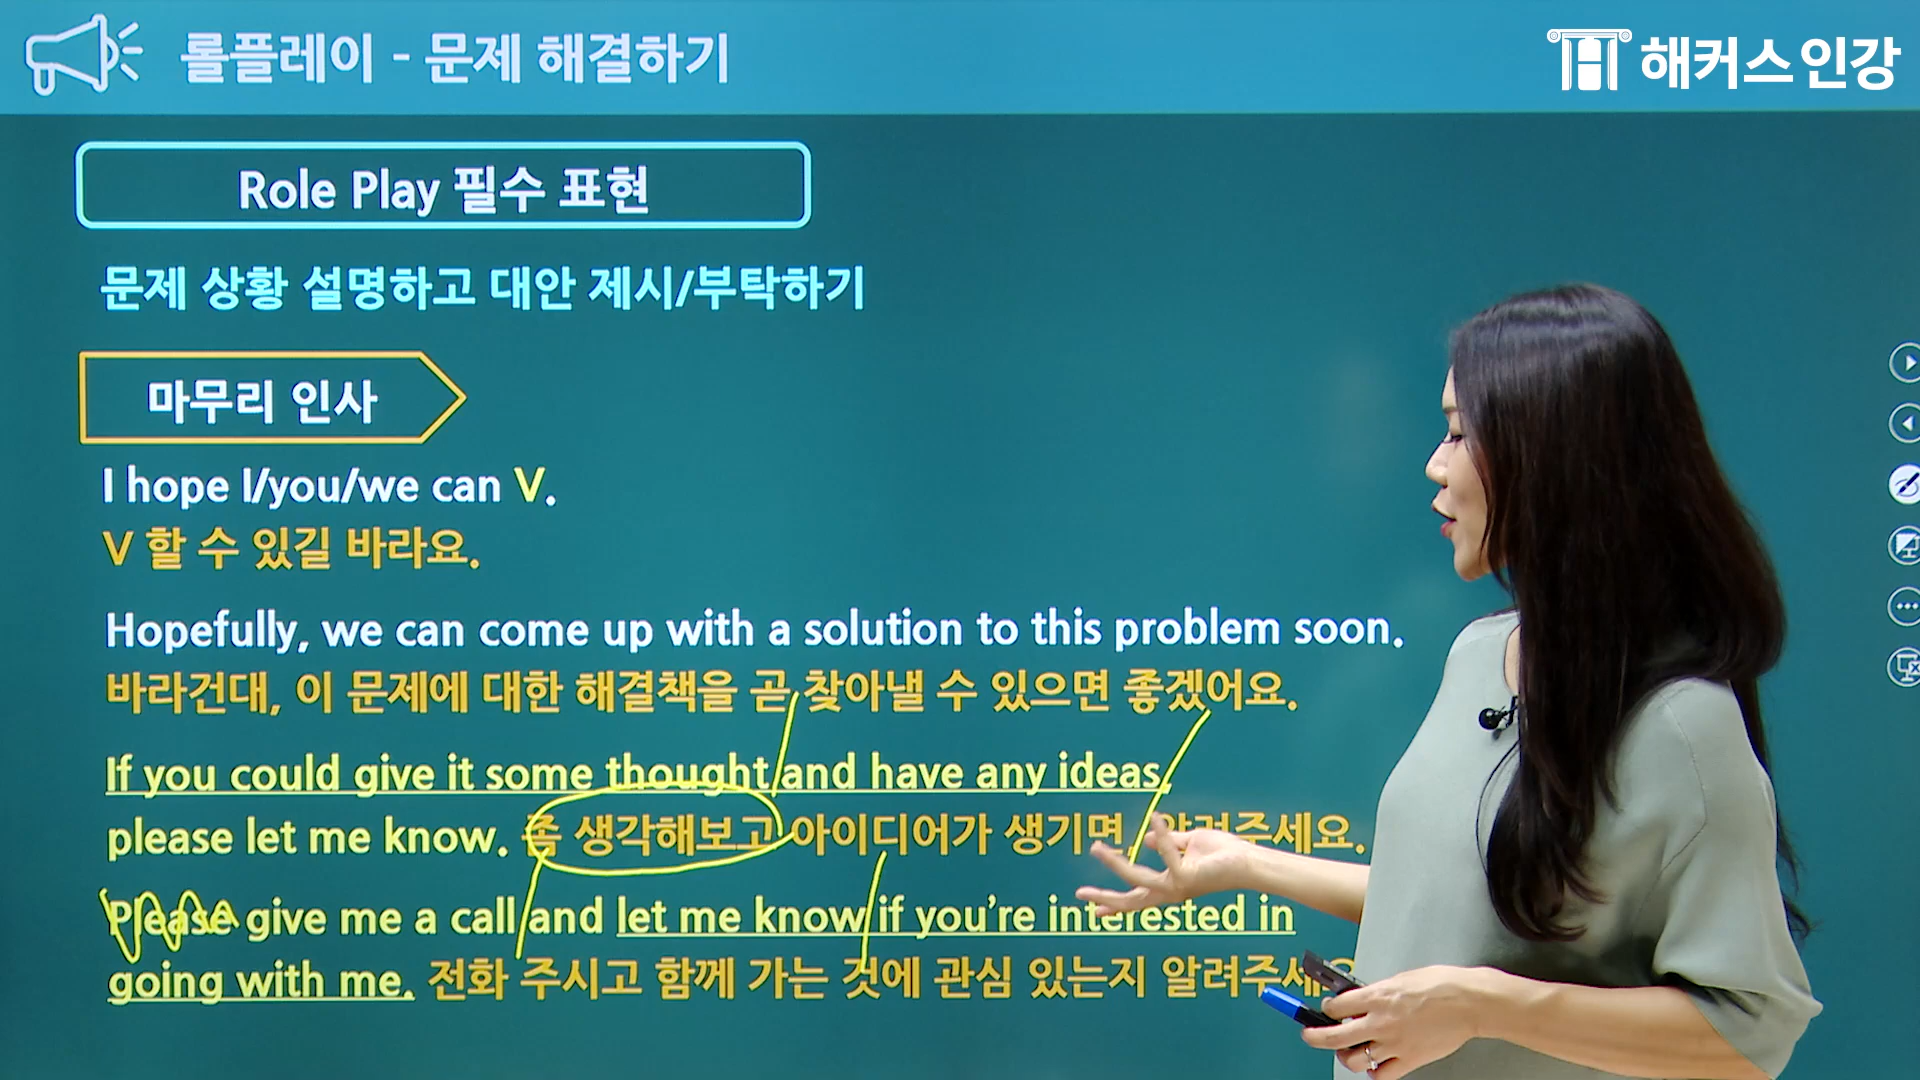 롤플레이 - 문제 해결하기
해커스인강
Role Play 필수 표현
문제 상황 설명하고 대안 제시/부탁하기
마무리 인사
I hope I/you/we can V.
V 할 수 있길 바라요.
Hopefully, we can come up with a solution to this problem soon.
바라건대, 이 문제에 대한 해결책을 곧 찾아낼 수 있으면 좋겠어요.
If you could give it some thought and have any ideas,
please let me know. 좀 생각해보고 아이디어가 생기면, 알려주세요.
Please give me a call and let me know if you're interested in
going with me. 전화 주시고 함께 가는 것에 관심 있는지